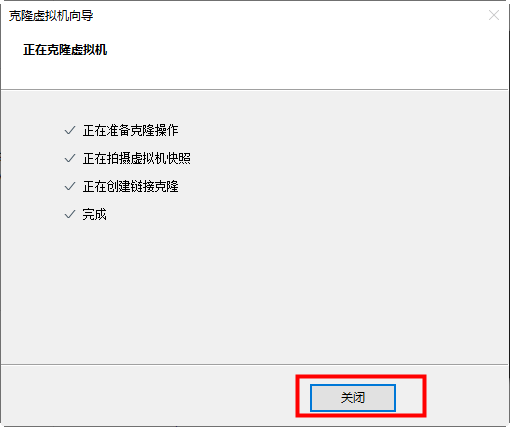 克隆虚拟机向导
正在克隆虚拟机
正在准备克隆操作
正在拍摄虚拟机快照
正在创建链接克隆
完成
关闭